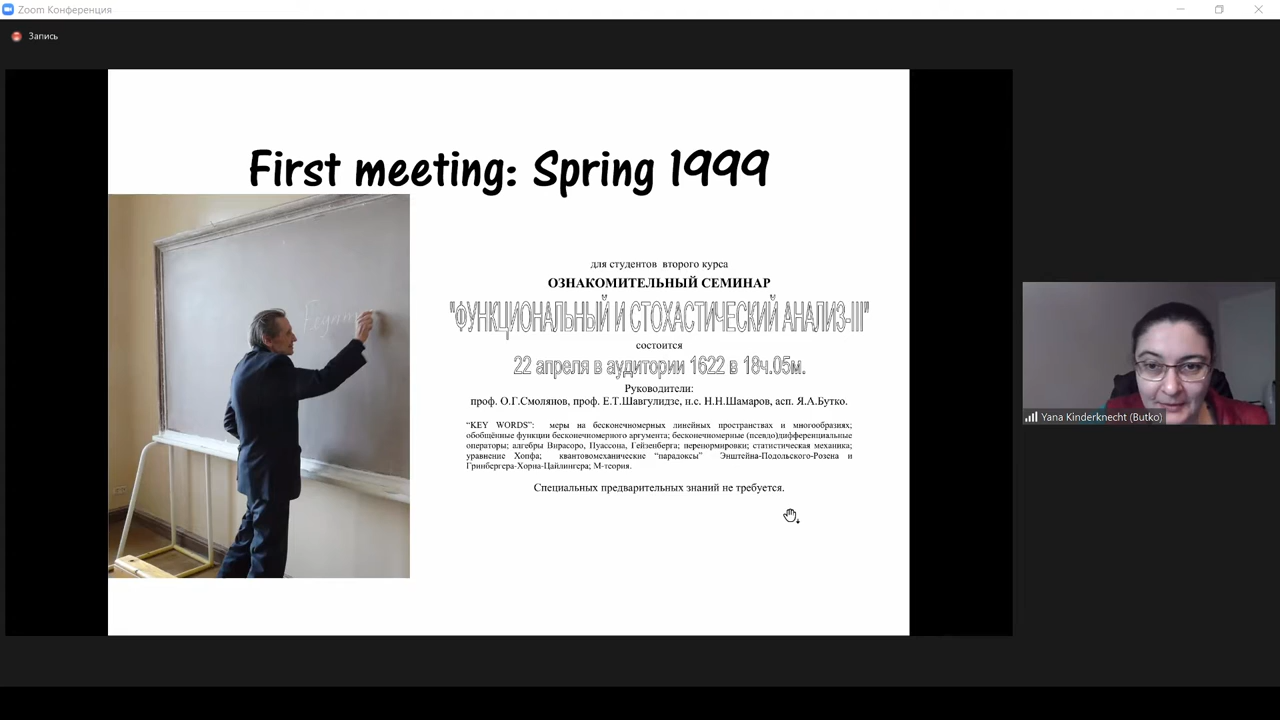 Zoom Конференция
Запись
First meeting: Spring 1999
для студентов второго курса
ОЗНАКОМИТЕЛЬНЫЙ СЕМИНАР
"ФУНКЦИОНАЛЬНЫЙ И СТОХАСТИЧЕСКИЙ АНАЛИЗ-III"
состоится
22 апреля в аудитории 1622 в 18ч.05м.
Руководители:
проф. О.Г.Смолянов, проф. Е.Т.Шавгулидзе, н.с. Н.Н.Шамаров, асп. Я.А.Бутко.
“KEY WORDS”: меры на бесконечномерных линейных пространствах и многообразиях;
обобщённые функции бесконечномерного аргумента; бесконечномерные (псевдо)дифференциальные
операторы; алгебры Вирасоро, Пуассона, Гейзенберга; перенормировки; статистическая механика;
уравнение Хопфа; квантовомеханические “парадоксы” Энштейна-Подольского-Розена и
Гринбергера-Хорна-Цайлингера; М-теория.
Специальных предварительных знаний не требуется.
Yana Kinderknecht (Butko)